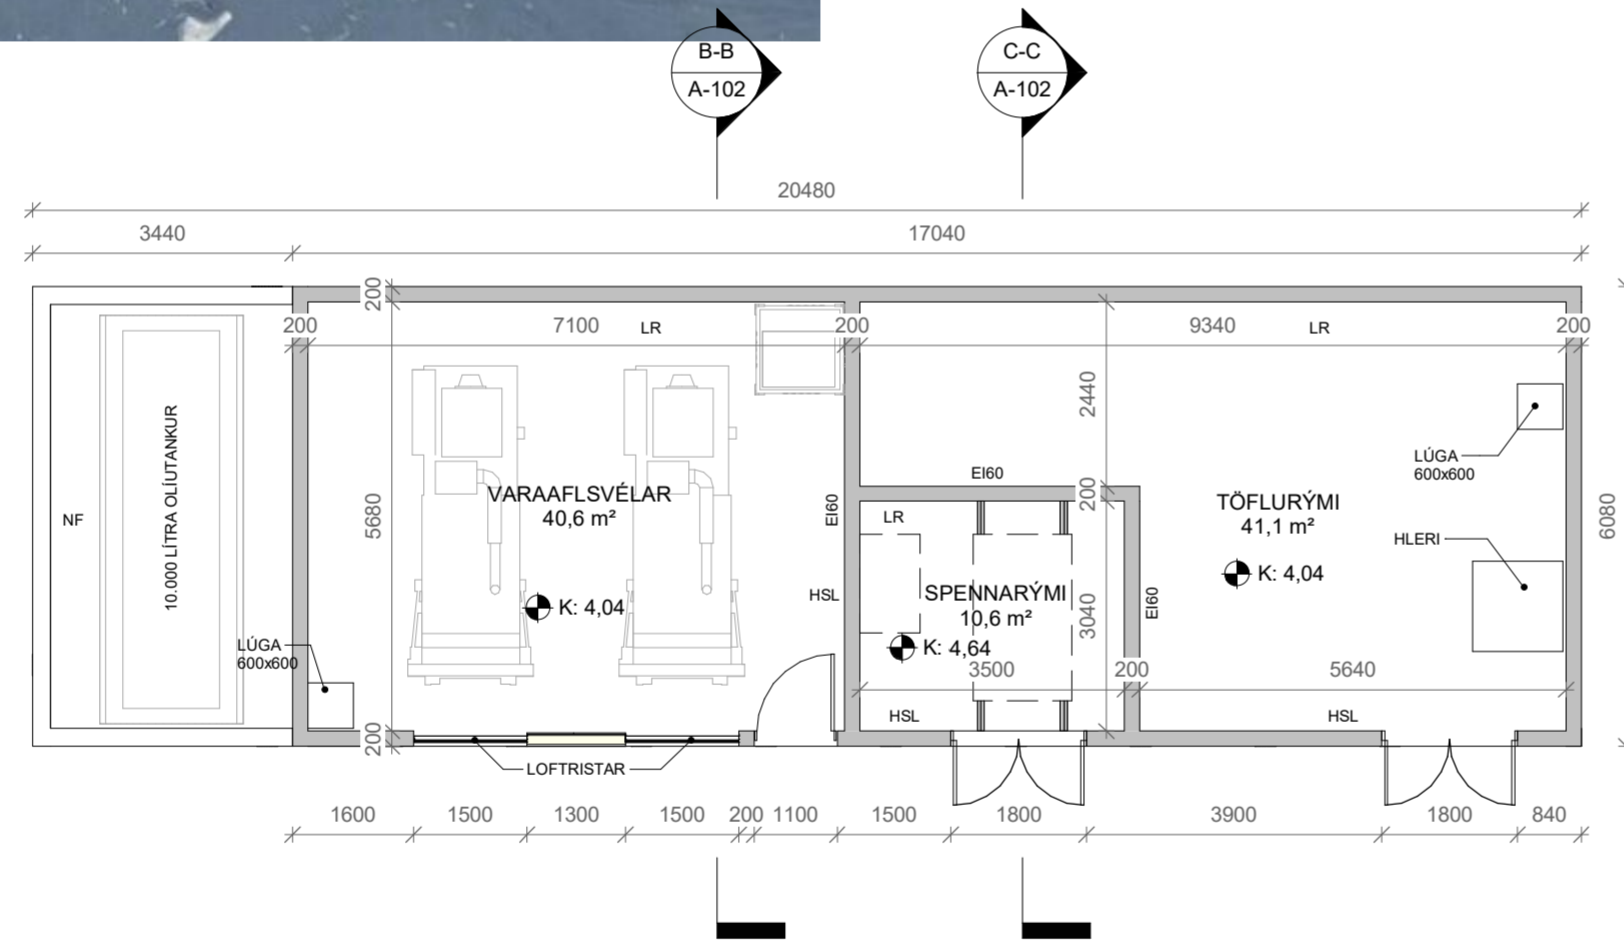 B-B
A-102
C-C
A-102
20480
3440
17040
200
200
7100
LR
200
9340
LR
200
2440
LÚGA
600x600
EI60
200
VARAAFLSVÉLAR
40,6 m²
5680
EI60
LR
TÖFLURÝMI
41,1 m²
6080
NF
10.000 LÍTRA OLÍUTANKUR
HLERI
K: 4,04
K: 4,04
HSL
SPENNARÝMI
10,6 m²
3040
EI60
LÚGA
600x600
K: 4,64
3500
200
5640
HSL
HSL
200
LOFTRISTAR
1600
1500
1300
1500
200
1100
1500
1800
3900
1800
840